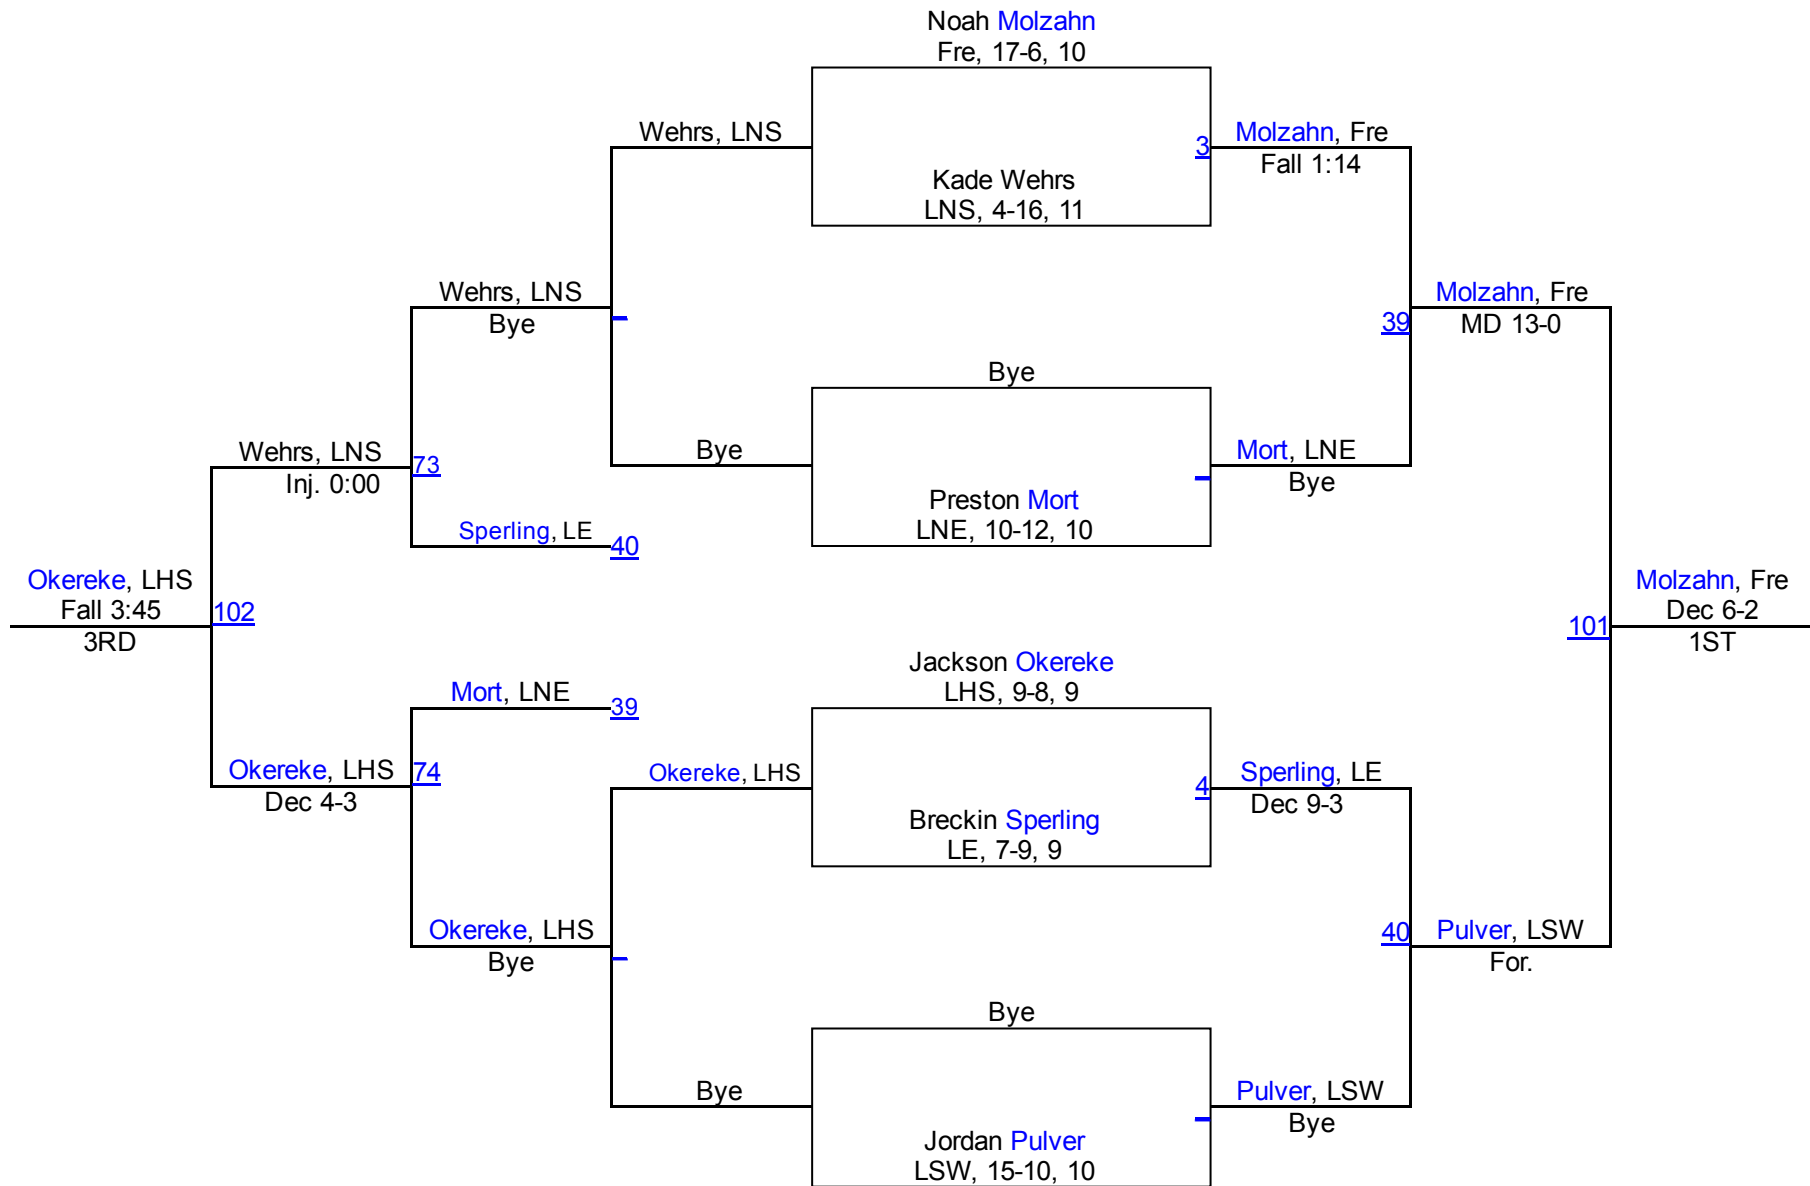 Noah Molzahn
Fre, 17-6, 10
Wehrs, LNS
3
Molzahn, Fre
Fall 1:14
Kade Wehrs
LNS, 4-16, 11
Wehrs, LNS
Bye
Molzahn, Fre
39
MD 13-0
Bye
Wehrs, LNS
73
Inj. 0:00
Bye
Mort, LNE
Bye
Preston Mort
LNE, 10-12, 10
Sperling, LE
40
Okereke, LHS
Fall 3:45
102
3RD
Molzahn, Fre
Dec 6-2
101
1ST
Jackson Okereke
LHS, 9-8, 9
Mort, LNE
39
Okereke, LHS
74
Dec 4-3
Okereke, LHS
4
Sperling, LE
Dec 9-3
Breckin Sperling
LE, 7-9, 9
Okereke, LHS
Bye
40
Pulver, LSW
For.
Bye
Bye
Pulver, LSW
Bye
Jordan Pulver
LSW, 15-10, 10